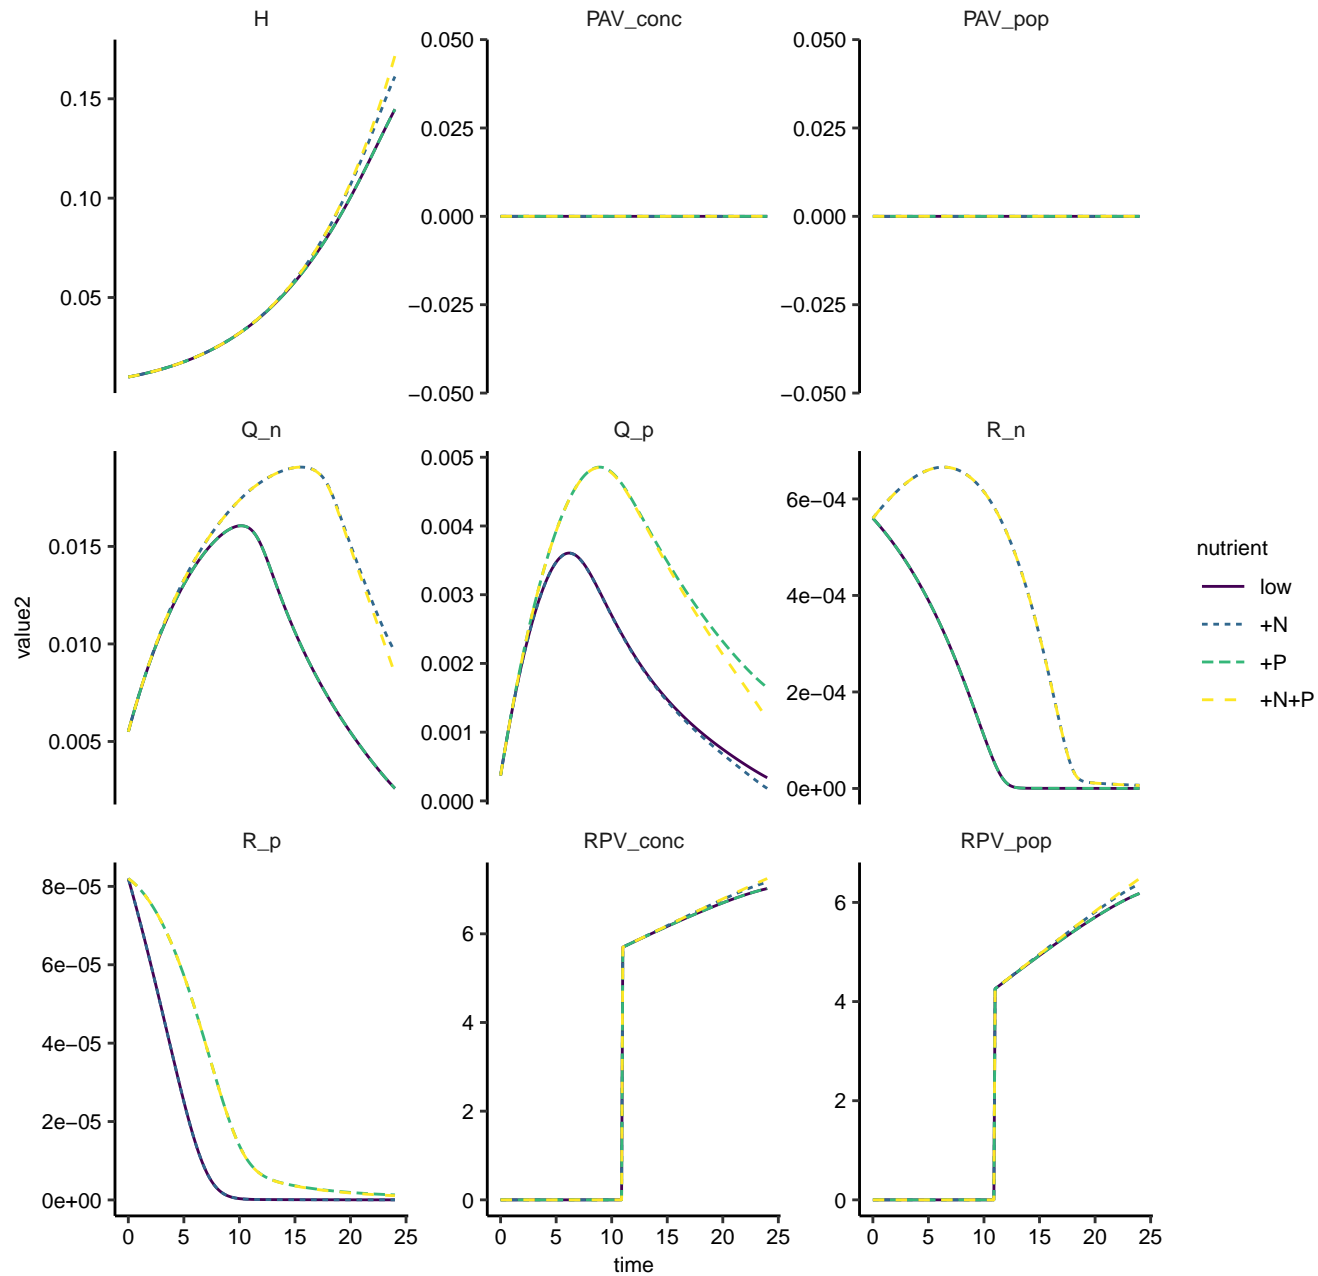 H
PAV_conc
PAV_pop
0.15
0.10
0.05
0.050
0.025
0.000
−0.025
−0.050
0.050
0.025
0.000
−0.025
−0.050
Q_n
Q_p
R_n
0.015
0.010
0.005
0.005
0.004
0.003
0.002
0.001
0.000
6e−04
4e−04
2e−04
0e+00
value2
nutrient
low
+N
+P
+N+P
R_p
RPV_conc
RPV_pop
8e−05
6e−05
4e−05
2e−05
0e+00
6
4
2
0
6
4
2
0
0 5 10 15 20 25
0 5 10 15 20 25
0 5 10 15 20 25
time